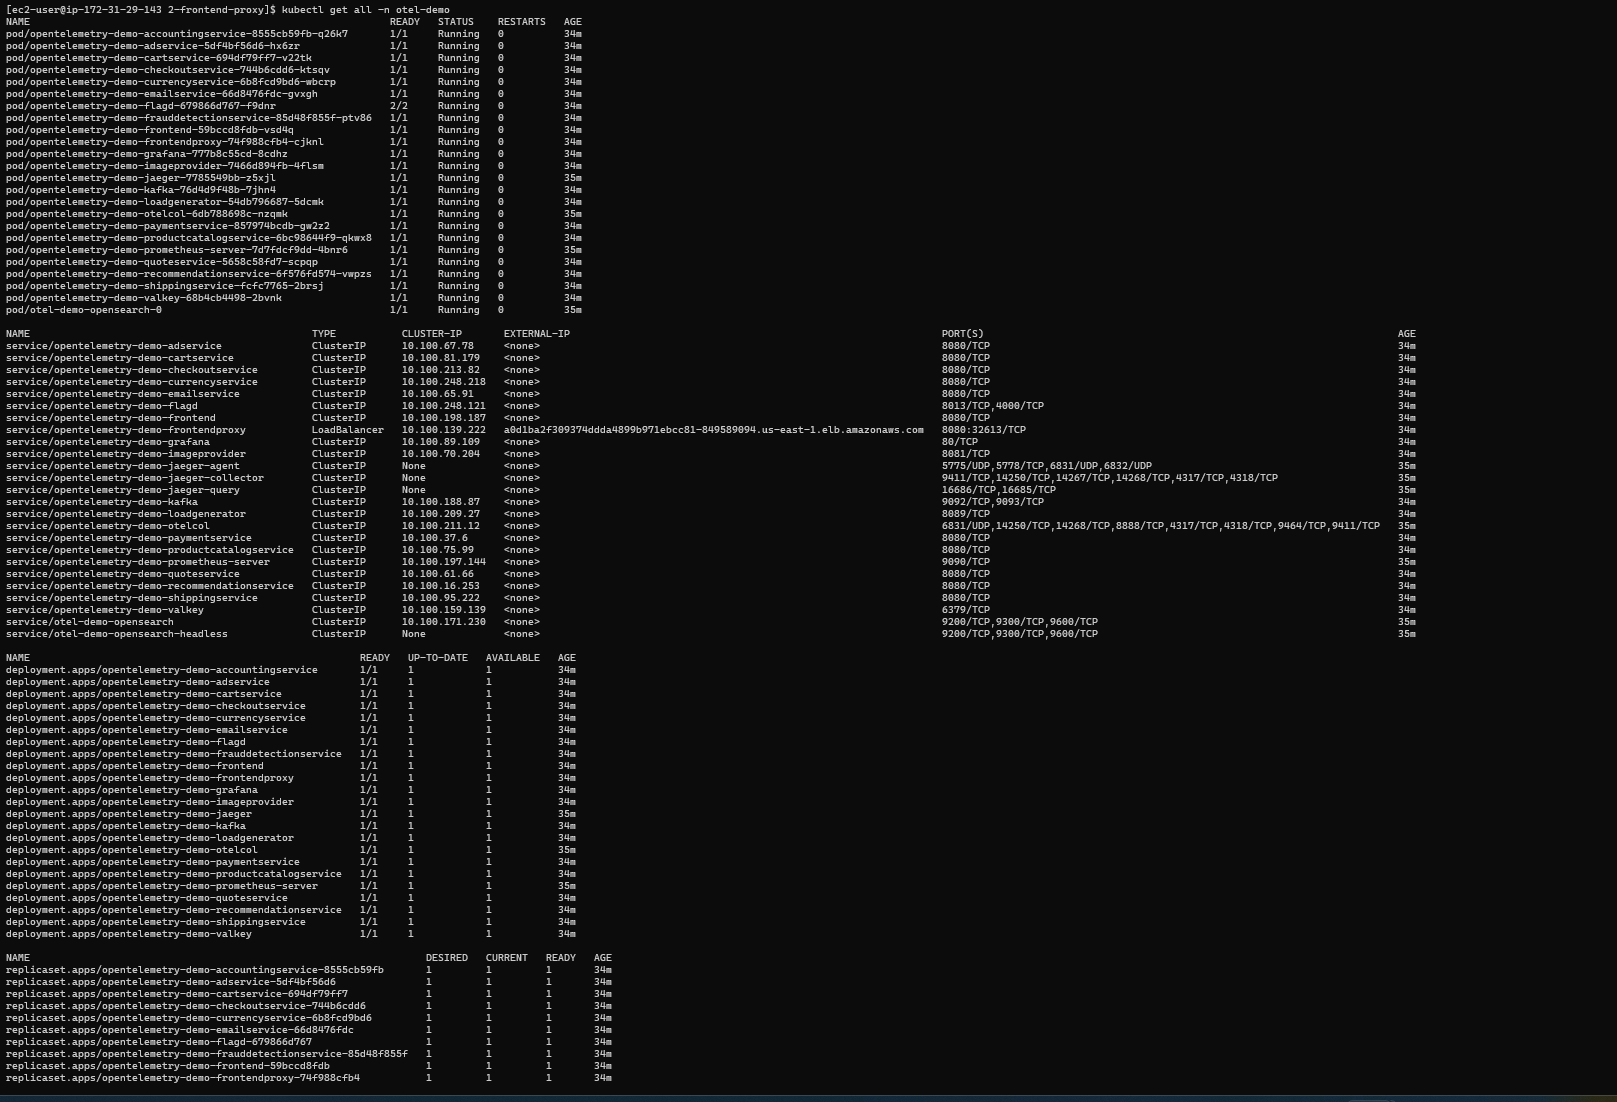 [ec2-user@ip-172-31-29-143 2-frontend-proxy]$ kubectl get all -n otel-demo
NAME READY STATUS RESTARTS AGE
pod/opentelemetry-demo-accountingservice-8555cb59fb-q26k7 1/1 Running 0 34m
pod/opentelemetry-demo-adservice-5df4bf56d6-hx6zr 1/1 Running 0 34m
pod/opentelemetry-demo-cartservice-694df79ff7-v22tk 1/1 Running 0 34m
pod/opentelemetry-demo-checkoutservice-744b6cdd6-ktsqv 1/1 Running 0 34m
pod/opentelemetry-demo-currencyservice-6b8fcd9bd6-wbcrp 1/1 Running 0 34m
pod/opentelemetry-demo-emailservice-66d8476fdc-gvxgh 1/1 Running 0 34m
pod/opentelemetry-demo-flagd-679866d767-f9dnr 2/2 Running 0 34m
pod/opentelemetry-demo-frauddetectionservice-85d48f855f-ptv86 1/1 Running 0 34m
pod/opentelemetry-demo-frontend-59bccd8fdb-vsd4q 1/1 Running 0 34m
pod/opentelemetry-demo-frontendproxy-74f988cfb4-cjknl 1/1 Running 0 34m
pod/opentelemetry-demo-grafana-777b8c55cd-8cdhz 1/1 Running 0 34m
pod/opentelemetry-demo-imageprovider-7466d894fb-4flsm 1/1 Running 0 34m
pod/opentelemetry-demo-jaeger-7785549bb-z5xjl 1/1 Running 0 35m
pod/opentelemetry-demo-kafka-76d4d9f48b-7jhn4 1/1 Running 0 34m
pod/opentelemetry-demo-loadgenerator-54db796687-5dcmk 1/1 Running 0 34m
pod/opentelemetry-demo-otelcol-6db788698c-nzqmk 1/1 Running 0 35m
pod/opentelemetry-demo-paymentservice-857974bcdb-gw2z2 1/1 Running 0 34m
pod/opentelemetry-demo-productcatalogservice-6bc98644f9-qkwx8 1/1 Running 0 34m
pod/opentelemetry-demo-prometheus-server-7d7fdcf9dd-4bnr6 1/1 Running 0 35m
pod/opentelemetry-demo-quoteservice-5658c58fd7-scpqp 1/1 Running 0 34m
pod/opentelemetry-demo-recommendationservice-6f576fd574-vwpzs 1/1 Running 0 34m
pod/opentelemetry-demo-shippingservice-fcfc7765-2brsj 1/1 Running 0 34m
pod/opentelemetry-demo-valkey-68b4cb4498-2bvnk 1/1 Running 0 34m
pod/otel-demo-opensearch-0 1/1 Running 0 35m
NAME TYPE CLUSTER-IP EXTERNAL-IP PORT(S) AGE
service/opentelemetry-demo-adservice ClusterIP 10.100.67.78 <none> 8080/TCP 34m
service/opentelemetry-demo-cartservice ClusterIP 10.100.81.179 <none> 8080/TCP 34m
service/opentelemetry-demo-checkoutservice ClusterIP 10.100.213.82 <none> 8080/TCP 34m
service/opentelemetry-demo-currencyservice ClusterIP 10.100.248.218 <none> 8080/TCP 34m
service/opentelemetry-demo-emailservice ClusterIP 10.100.65.91 <none> 8080/TCP 34m
service/opentelemetry-demo-flagd ClusterIP 10.100.248.121 <none> 8013/TCP,4000/TCP 34m
service/opentelemetry-demo-frontend ClusterIP 10.100.198.187 <none> 8080/TCP 34m
service/opentelemetry-demo-frontendproxy LoadBalancer 10.100.139.222 a0d1ba2f309374ddda4899b971ebcc81-849589094.us-east-1.elb.amazonaws.com 8080:32613/TCP 34m
service/opentelemetry-demo-grafana ClusterIP 10.100.89.109 <none> 80/TCP 34m
service/opentelemetry-demo-imageprovider ClusterIP 10.100.70.204 <none> 8081/TCP 34m
service/opentelemetry-demo-jaeger-agent ClusterIP None <none> 5775/UDP,5778/TCP,6831/UDP,6832/UDP 35m
service/opentelemetry-demo-jaeger-collector ClusterIP None <none> 9411/TCP,14250/TCP,14267/TCP,14268/TCP,4317/TCP,4318/TCP 35m
service/opentelemetry-demo-jaeger-query ClusterIP None <none> 16686/TCP,16685/TCP 35m
service/opentelemetry-demo-kafka ClusterIP 10.100.188.87 <none> 9092/TCP,9093/TCP 34m
service/opentelemetry-demo-loadgenerator ClusterIP 10.100.209.27 <none> 8089/TCP 34m
service/opentelemetry-demo-otelcol ClusterIP 10.100.211.12 <none> 6831/UDP,14250/TCP,14268/TCP,8888/TCP,4317/TCP,4318/TCP,9464/TCP,9411/TCP 35m
service/opentelemetry-demo-paymentservice ClusterIP 10.100.37.6 <none> 8080/TCP 34m
service/opentelemetry-demo-productcatalogservice ClusterIP 10.100.75.99 <none> 8080/TCP 34m
service/opentelemetry-demo-prometheus-server ClusterIP 10.100.197.144 <none> 9090/TCP 35m
service/opentelemetry-demo-quoteservice ClusterIP 10.100.61.66 <none> 8080/TCP 34m
service/opentelemetry-demo-recommendationservice ClusterIP 10.100.16.253 <none> 8080/TCP 34m
service/opentelemetry-demo-shippingservice ClusterIP 10.100.95.222 <none> 8080/TCP 34m
service/opentelemetry-demo-valkey ClusterIP 10.100.159.139 <none> 6379/TCP 34m
service/otel-demo-opensearch ClusterIP 10.100.171.230 <none> 9200/TCP,9300/TCP,9600/TCP 35m
service/otel-demo-opensearch-headless ClusterIP None <none> 9200/TCP,9300/TCP,9600/TCP 35m
NAME READY UP-TO-DATE AVAILABLE AGE
deployment.apps/opentelemetry-demo-accountingservice 1/1 1 1 34m
deployment.apps/opentelemetry-demo-adservice 1/1 1 1 34m
deployment.apps/opentelemetry-demo-cartservice 1/1 1 1 34m
deployment.apps/opentelemetry-demo-checkoutservice 1/1 1 1 34m
deployment.apps/opentelemetry-demo-currencyservice 1/1 1 1 34m
deployment.apps/opentelemetry-demo-emailservice 1/1 1 1 34m
deployment.apps/opentelemetry-demo-flagd 1/1 1 1 34m
deployment.apps/opentelemetry-demo-frauddetectionservice 1/1 1 1 34m
deployment.apps/opentelemetry-demo-frontend 1/1 1 1 34m
deployment.apps/opentelemetry-demo-frontendproxy 1/1 1 1 34m
deployment.apps/opentelemetry-demo-grafana 1/1 1 1 34m
deployment.apps/opentelemetry-demo-imageprovider 1/1 1 1 34m
deployment.apps/opentelemetry-demo-jaeger 1/1 1 1 35m
deployment.apps/opentelemetry-demo-kafka 1/1 1 1 34m
deployment.apps/opentelemetry-demo-loadgenerator 1/1 1 1 34m
deployment.apps/opentelemetry-demo-otelcol 1/1 1 1 35m
deployment.apps/opentelemetry-demo-paymentservice 1/1 1 1 34m
deployment.apps/opentelemetry-demo-productcatalogservice 1/1 1 1 34m
deployment.apps/opentelemetry-demo-prometheus-server 1/1 1 1 35m
deployment.apps/opentelemetry-demo-quoteservice 1/1 1 1 34m
deployment.apps/opentelemetry-demo-recommendationservice 1/1 1 1 34m
deployment.apps/opentelemetry-demo-shippingservice 1/1 1 1 34m
deployment.apps/opentelemetry-demo-valkey 1/1 1 1 34m
NAME DESIRED CURRENT READY AGE
replicaset.apps/opentelemetry-demo-accountingservice-8555cb59fb 1 1 1 34m
replicaset.apps/opentelemetry-demo-adservice-5df4bf56d6 1 1 1 34m
replicaset.apps/opentelemetry-demo-cartservice-694df79ff7 1 1 1 34m
replicaset.apps/opentelemetry-demo-checkoutservice-744b6cdd6 1 1 1 34m
replicaset.apps/opentelemetry-demo-currencyservice-6b8fcd9bd6 1 1 1 34m
replicaset.apps/opentelemetry-demo-emailservice-66d8476fdc 1 1 1 34m
replicaset.apps/opentelemetry-demo-flagd-679866d767 1 1 1 34m
replicaset.apps/opentelemetry-demo-frauddetectionservice-85d48f855f 1 1 1 34m
replicaset.apps/opentelemetry-demo-frontend-59bccd8fdb 1 1 1 34m
replicaset.apps/opentelemetry-demo-frontendproxy-74f988cfb4 1 1 1 34m